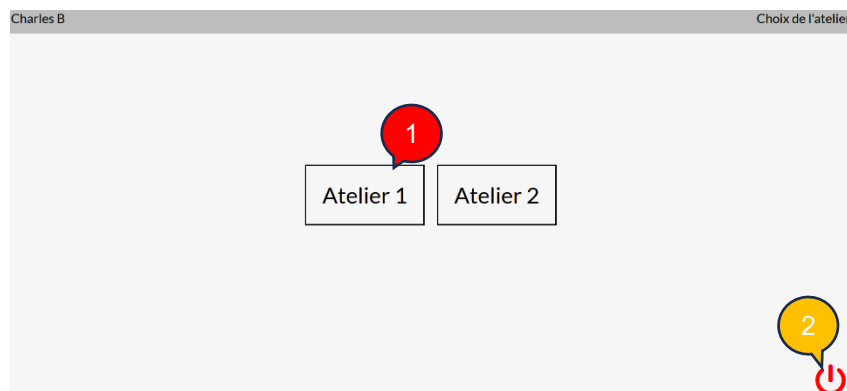 Charles B
Choix de l'atelier
1
Atelier 1
Atelier 2
2